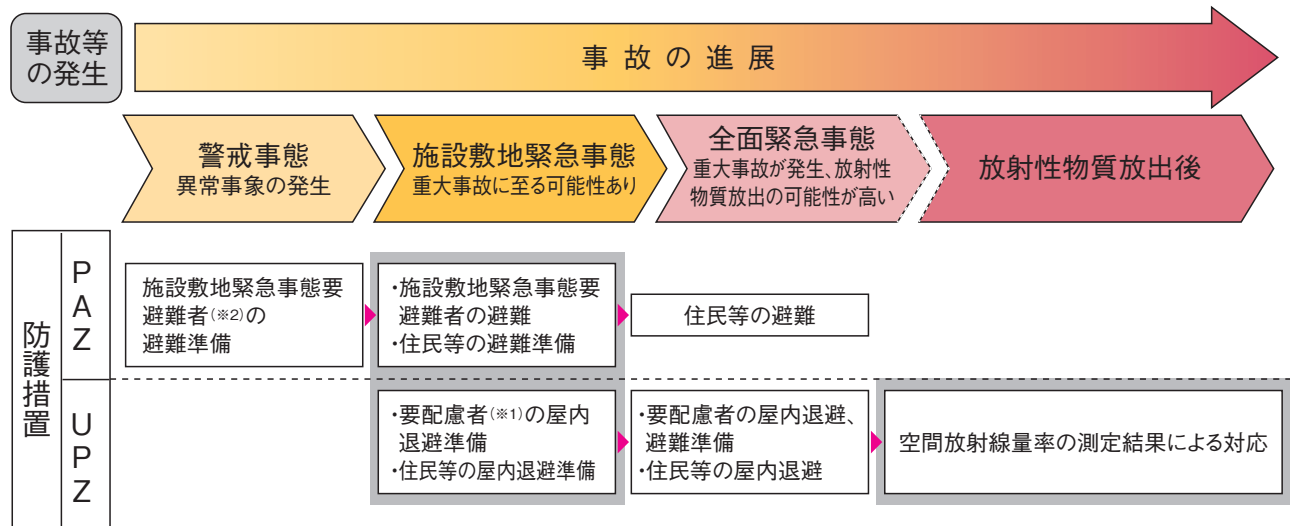 事故等
の発生
事故の進展
警戒事態
異常事象の発生
施設敷地緊急事態
重大事故に至る可能性あり
全面緊急事態
重大事故が発生、放射性
物質放出の可能性が高い
放射性物質放出後
防護措置
PAZ
施設敷地緊急事態要
避難者(※2)の
避難準備
・施設敷地緊急事態要
避難者の避難
・住民等の避難準備
住民等の避難
UPZ
・要配慮者(※1)の屋内
退避準備
・住民等の屋内退避準備
・要配慮者の屋内退避、
避難準備
・住民等の屋内退避
空間放射線量率の測定結果による対応